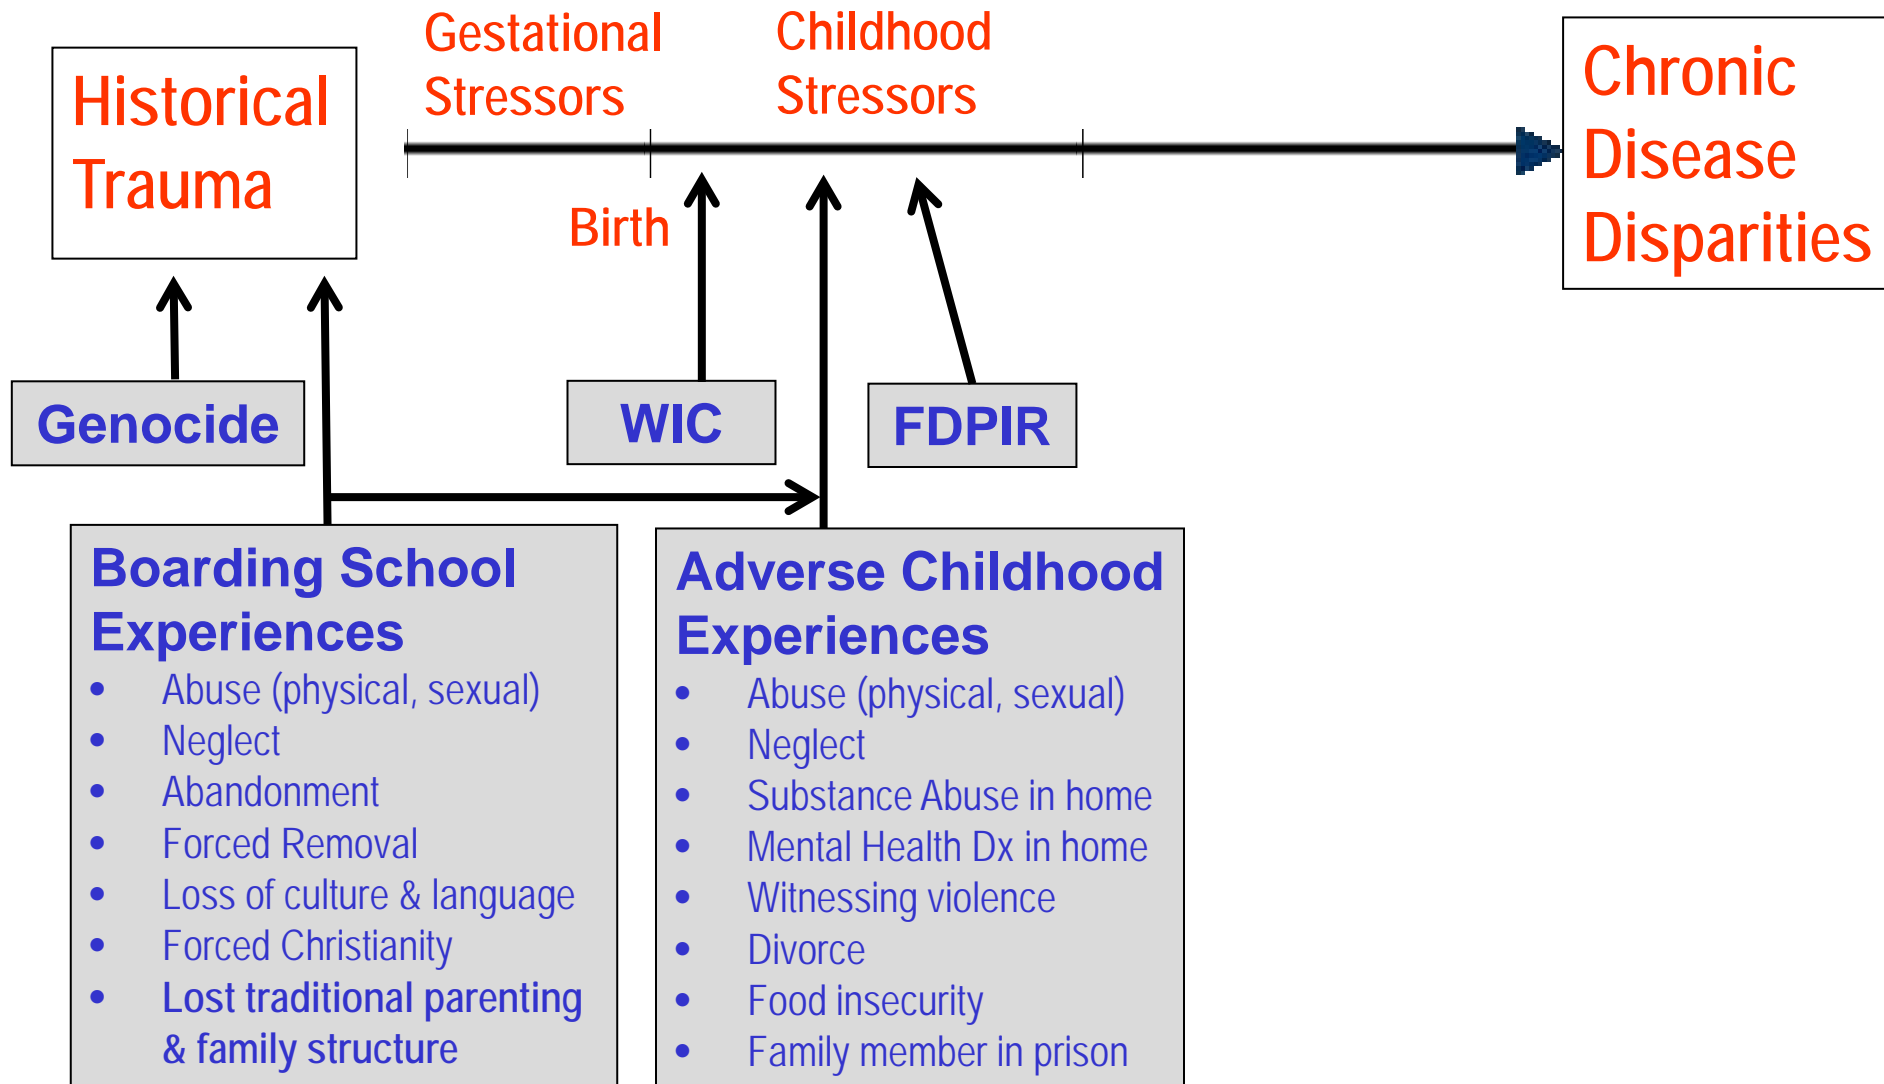 Historical
Trauma
Gestational
Stressors
Childhood
Stressors
Chronic
Disease
Disparities
Birth
Genocide
WIC
FDPIR
Boarding School
Experiences
• Abuse (physical, sexual)
• Neglect
• Abandonment
• Forced Removal
• Loss of culture & language
• Forced Christianity
• Lost traditional parenting
& family structure
Adverse Childhood
Experiences
• Abuse (physical, sexual)
• Neglect
• Substance Abuse in home
• Mental Health Dx in home
• Witnessing violence
• Divorce
• Food insecurity
• Family member in prison